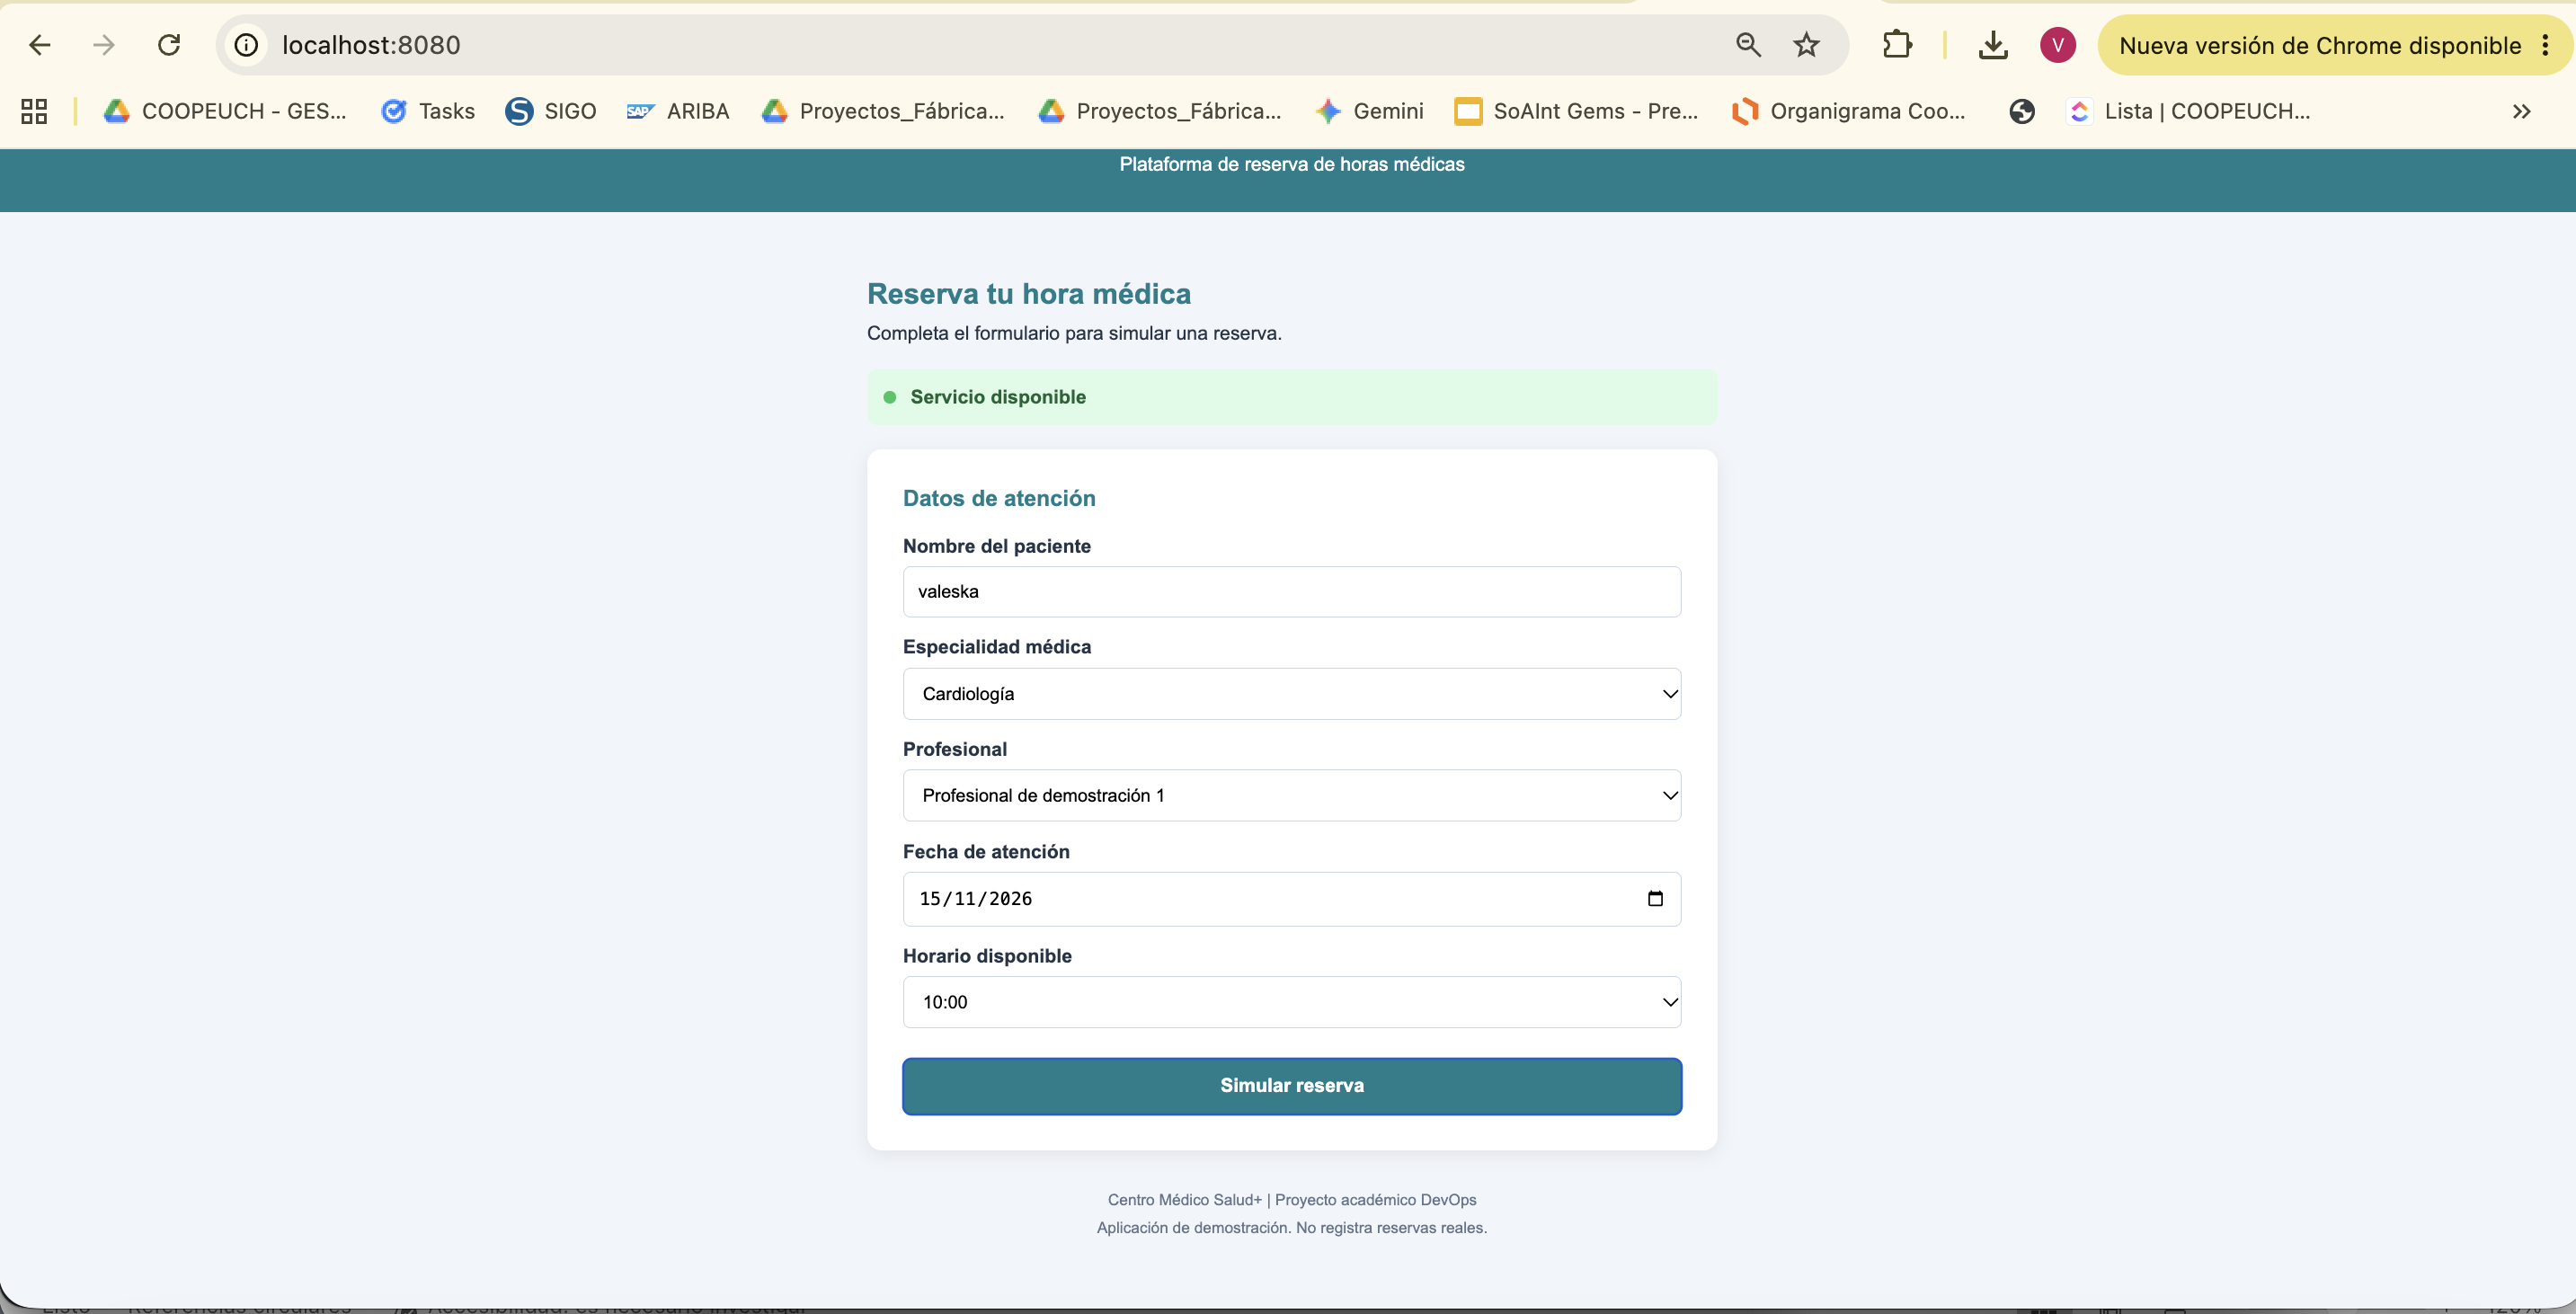 localhost:8080
V
Nueva versión de Chrome disponible
COOPEUCH - GES...
Tasks
S
SIGO
SAP
ARIBA
Proyectos_Fábrica...
Proyectos_Fábrica...
Gemini
SoAInt Gems - Pre...
Organigrama Coo...
Lista | COOPEUCH...
Plataforma de reserva de horas médicas
Reserva tu hora médica
Completa el formulario para simular una reserva.
Servicio disponible
Datos de atención
Nombre del paciente
valeska
Especialidad médica
Cardiología
Profesional
Profesional de demostración 1
Fecha de atención
15/11/2026
Horario disponible
10:00
Simular reserva
Centro Médico Salud+ | Proyecto académico DevOps
Aplicación de demostración. No registra reservas reales.